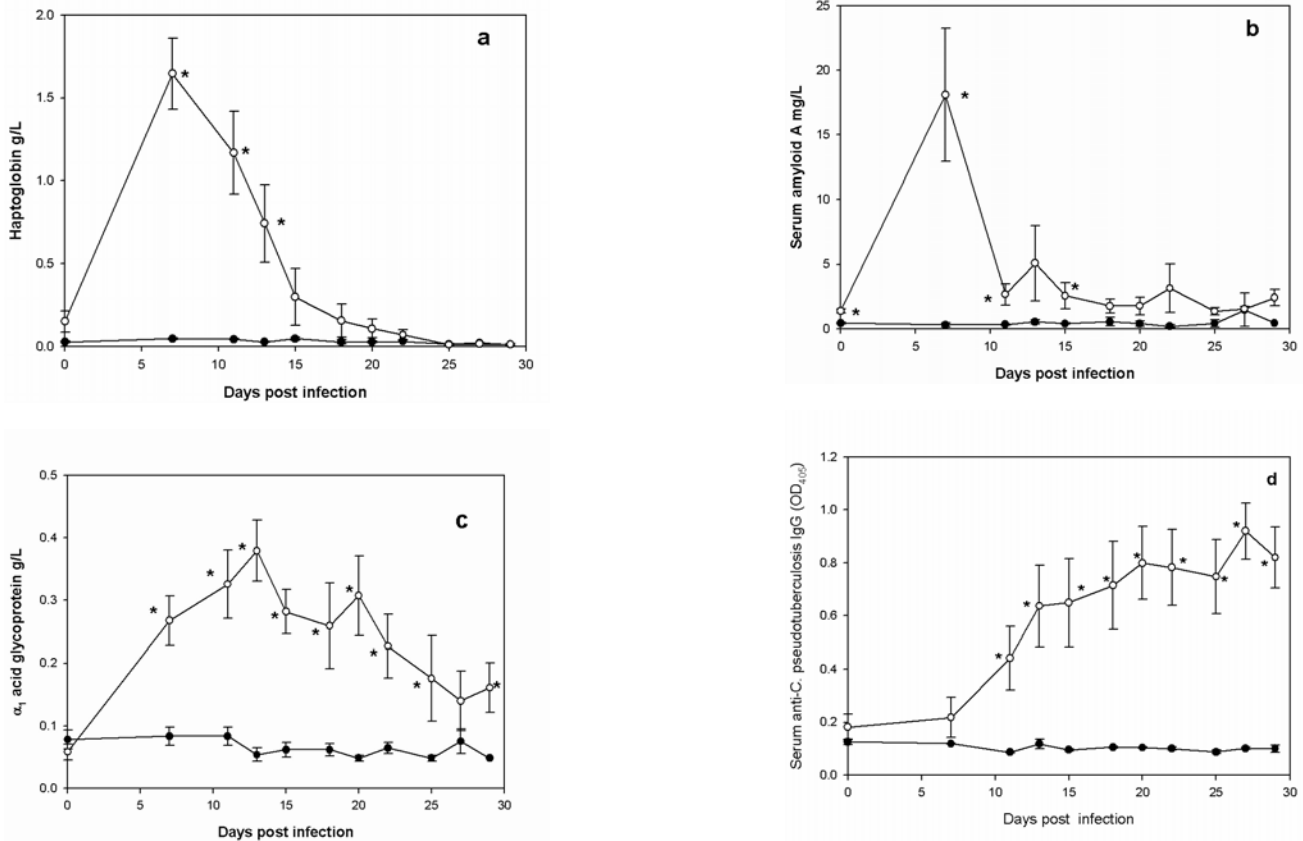 a
Haptoglobin g/L
2.0
1.5
1.0
0.5
0.0
* * *
0 5 10 15 20 25 30
Days post infection
b
Serum amyloid A mg/L
25
20
15
10
5
0
* * * *
0 5 10 15 20 25 30
Days post infection
c
α1 acid glycoprotein g/L
0.5
0.4
0.3
0.2
0.1
0.0
* * * * * * * * *
0 5 10 15 20 25 30
Days post infection
d
Serum anti-C. pseudotuberculosis IgG (OD405)
1.2
1.0
0.8
0.6
0.4
0.2
0.0
* * * * * * * * *
0 5 10 15 20 25 30
Days post infection